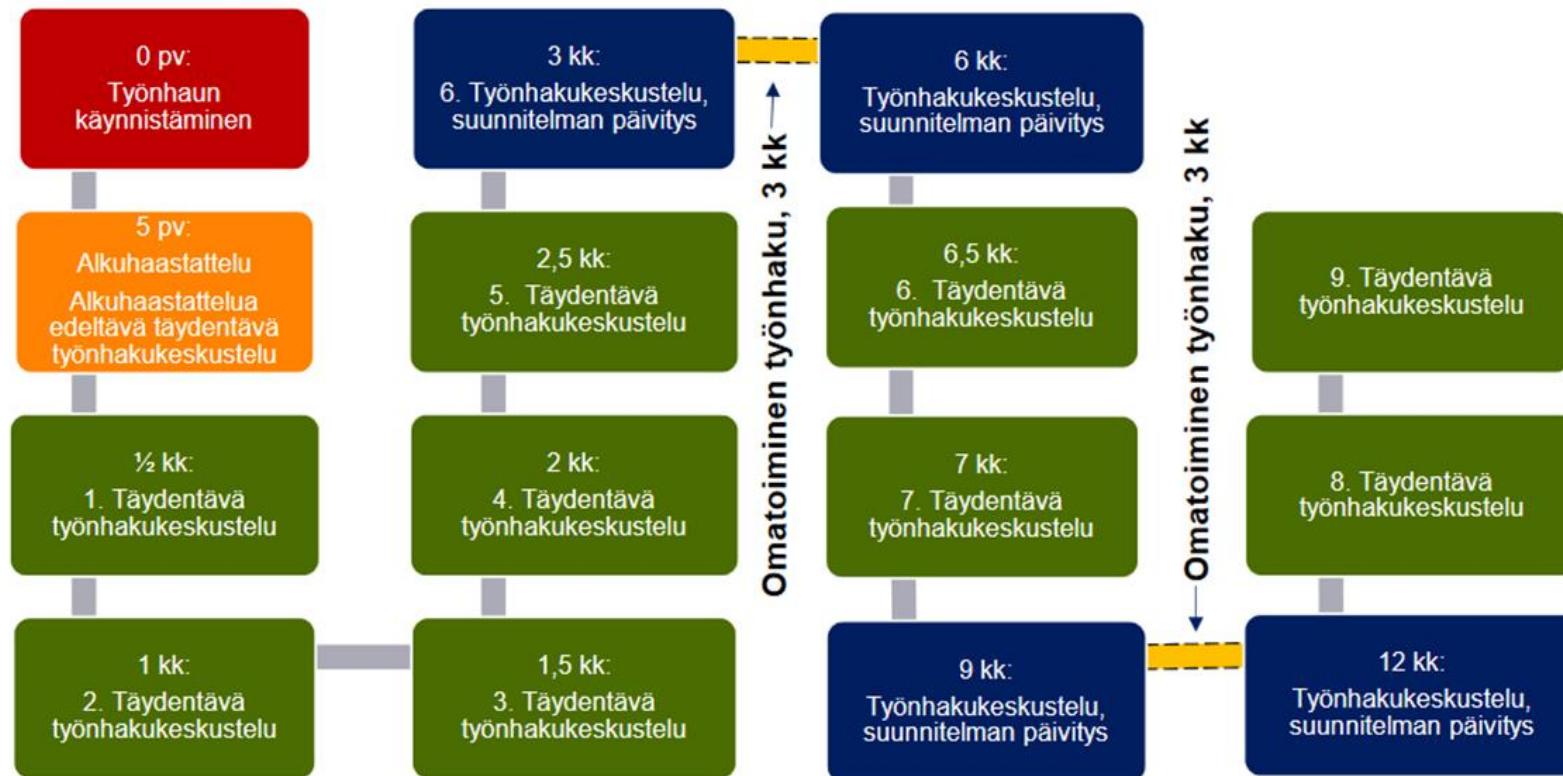 0 pv:
Työnhaun
käynnistäminen
5 pv:
Alkuhaastattelu
Alkuhaastattelua
edeltävä täydentävä
työnhakukeskustelu
½ kk:
1. Täydentävä
työnhakukeskustelu
1 kk:
2. Täydentävä
työnhakukeskustelu
1,5 kk:
3. Täydentävä
työnhakukeskustelu
2 kk:
4. Täydentävä
työnhakukeskustelu
2,5 kk:
5. Täydentävä
työnhakukeskustelu
3 kk:
6. Työnhakukeskustelu,
suunnitelman päivitys
Omatoiminen työnhaku, 3 kk
6 kk:
Työnhakukeskustelu,
suunnitelman päivitys
6,5 kk:
6. Täydentävä
työnhakukeskustelu
7 kk:
7. Täydentävä
työnhakukeskustelu
9 kk:
Työnhakukeskustelu,
suunnitelman päivitys
Omatoiminen työnhaku, 3 kk
12 kk:
Työnhakukeskustelu,
suunnitelman päivitys
8. Täydentävä
työnhakukeskustelu
9. Täydentävä
työnhakukeskustelu